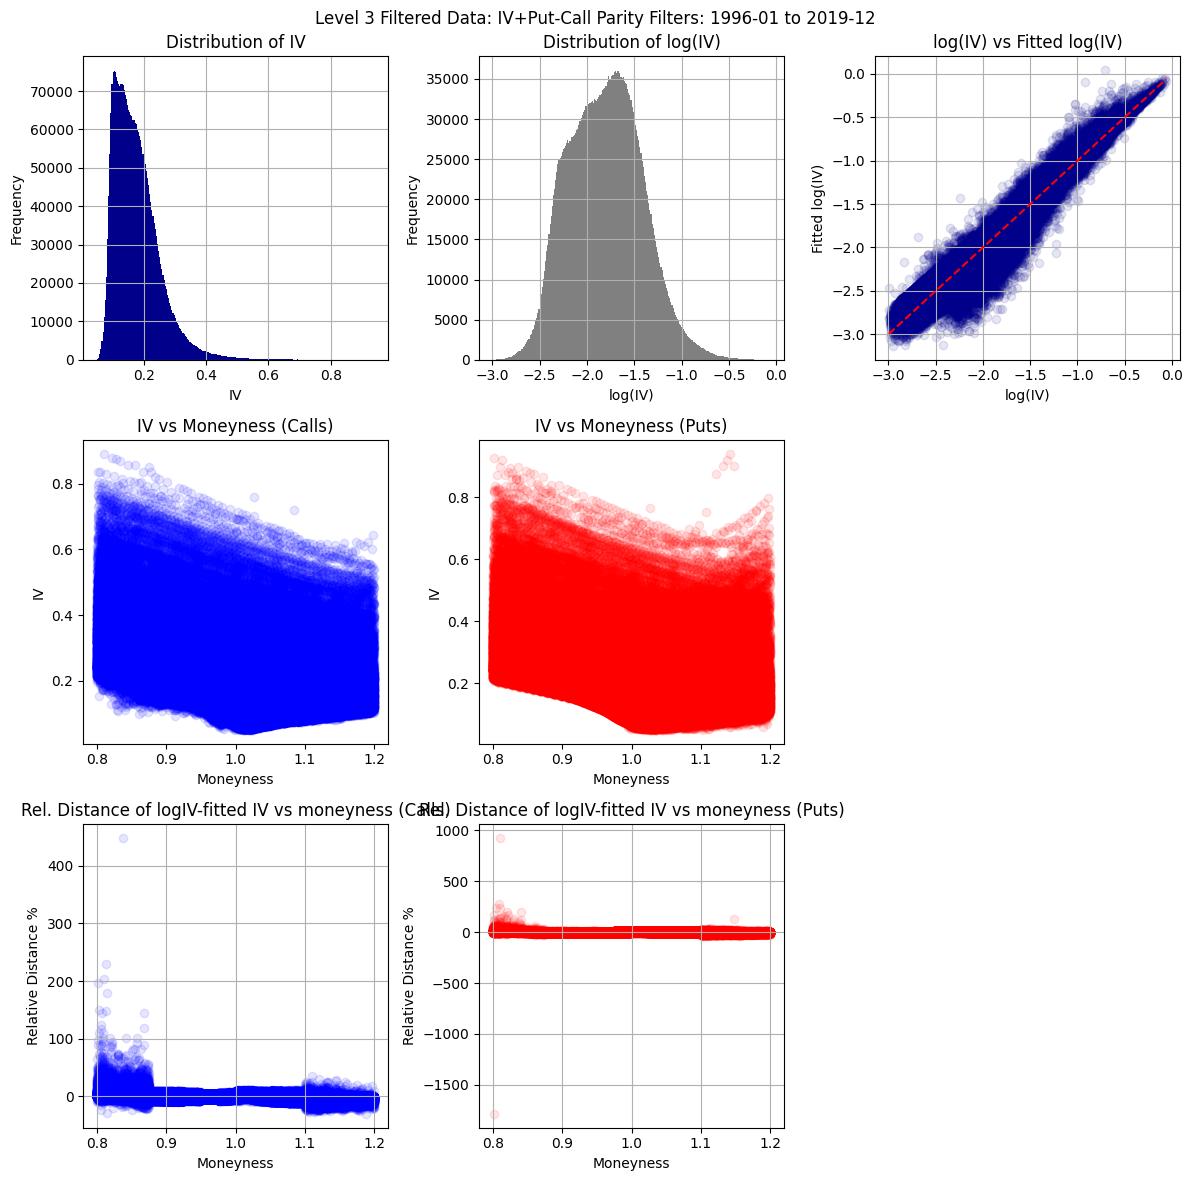 Level 3 Filtered Data: IV+Put-Call Parity Filters: 1996-01 to 2019-12
Distribution of IV
Frequency
70000
60000
50000
40000
30000
20000
10000
0
0.2 0.4 0.6 0.8
IV
Distribution of log(IV)
Frequency
35000
30000
25000
20000
15000
10000
5000
0
−3.0 −2.5 −2.0 −1.5 −1.0 −0.5 0.0
log(IV)
log(IV) vs Fitted log(IV)
Fitted log(IV)
0.0
−0.5
−1.0
−1.5
−2.0
−2.5
−3.0
−3.0 −2.5 −2.0 −1.5 −1.0 −0.5 0.0
log(IV)
IV vs Moneyness (Calls)
IV
0.8
0.6
0.4
0.2
0.8 0.9 1.0 1.1 1.2
Moneyness
IV vs Moneyness (Puts)
IV
0.8
0.6
0.4
0.2
0.8 0.9 1.0 1.1 1.2
Moneyness
Rel. Distance of logIV-fitted IV vs moneyness (Calls)
Relative Distance %
400
300
200
100
0
0.8 0.9 1.0 1.1 1.2
Moneyness
Rel. Distance of logIV-fitted IV vs moneyness (Puts)
Relative Distance %
1000
500
0
−500
−1000
−1500
0.8 0.9 1.0 1.1 1.2
Moneyness